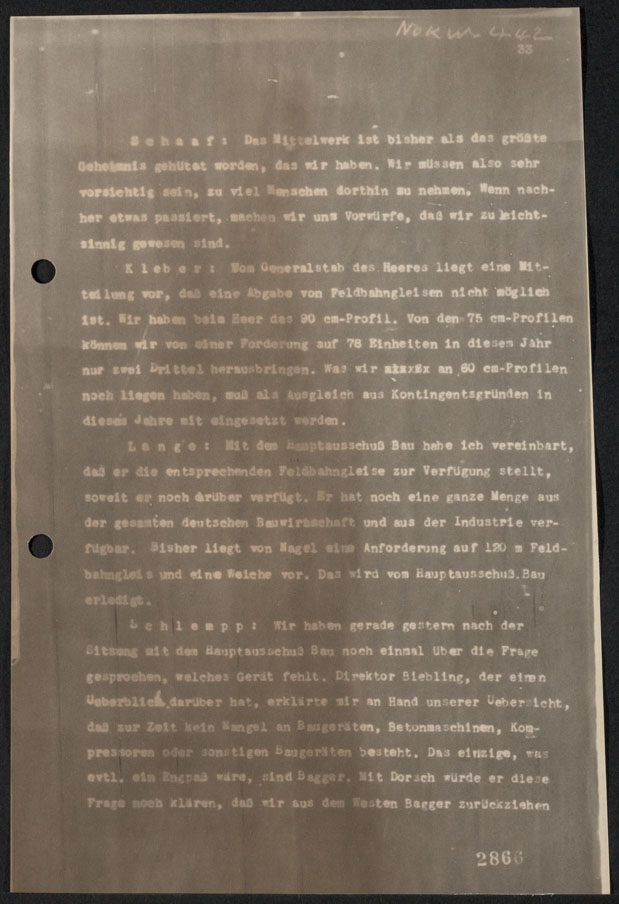 NOKW- 442
33
Schaaf: Das Mittelwerk ist bisher als das größte
Geheimnis gehütet worden, das wir haben. Wir müssen also sehr
vorsichtig sein, zu viel Menschen dorthin zu nehmen. Wenn nach-
her etwas passiert, machen wir uns Vorwürfe, daß wir zu leicht-
sinnig gewesen sind.
Kleber: Vom Generalstab des Heeres liegt eine Mit-
teilung vor, daß eine Abgabe von Feldbahngleisen nicht möglich
ist. Wir haben beim Heer das 90 cm-Profil. Von den 75 cm-Profilen
können wir von einer Forderung auf 78 Einheiten in diesem Jahr
nur zwei Drittel herausbringen. Was wir an 60 cm-Profilen
noch liegen haben, muß als Ausgleich aus Kontingentsgründen in
diesem Jahre mit eingesetzt werden.
Lange: Mit dem Hauptausschuß Bau habe ich vereinbart,
daß er die entsprechenden Feldbahngleise zur Verfügung stellt,
soweit er noch drüber verfügt. Er hat noch eine ganze Menge aus
der gesamten deutschen Bauwirtschaft und aus der Industrie ver-
fügbar. Bisher liegt von Nagel eine Anforderung auf 120 m Feld-
bahngleis und eine Weiche vor. Das wird vom Hauptausschuß Bau
erledigt.
Schlempp: Wir haben gerade gestern nach der
Sitzung mit dem Hauptausschuß Bau noch einmal über die Frage
gesprochen, welches Gerät fehlt. Direktor Biebling, der einen
Ueberblick darüber hat, erklärte mir an Hand unserer Uebersicht,
daß zur Zeit kein Mangel an Baugeräten, Betonmaschinen, Kom-
pressoren oder sonstigen Baugeräten besteht. Das einzige, was
evtl. ein Engpaß wäre, sind Bagger. Mit Dorsch würde er diese
Frage noch klären, daß wir aus dem Westen Bagger zurückziehen
2866